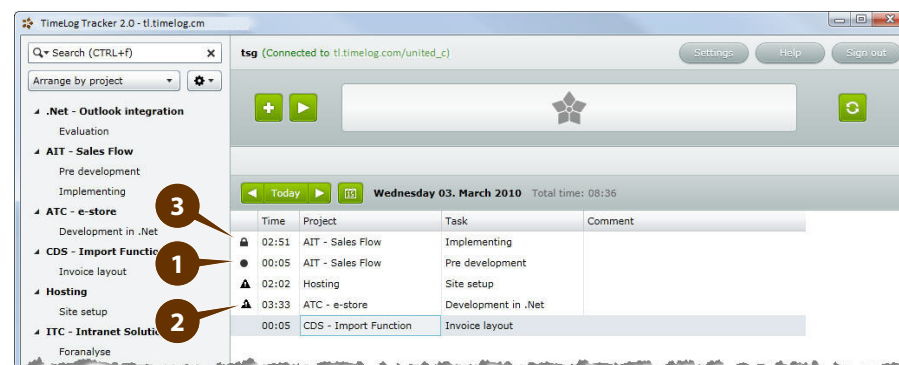 TimeLog Tracker 2.0 - tl.timelog.cm
Search (CTRL+f)
tsg (Connected to tl.timelog.com/united_c)
Settings
Help
Sign out
Arrange by project
.Net - Outlook integration
Evaluation
AIT - Sales Flow
Pre development
Implementing
ATC - e-store
Development in .Net
CDS - Import Functio
Invoice layout
Hosting
Site setup
ITC - Intranet Soluti
Foranalyse
Today
15
Wednesday 03. March 2010 Total time: 08:36
Time Project Task Comment
02:51 AIT - Sales Flow Implementing
00:05 AIT - Sales Flow Pre development
02:02 Hosting Site setup
03:33 ATC - e-store Development in .Net
00:05 CDS - Import Function Invoice layout
3
1
2